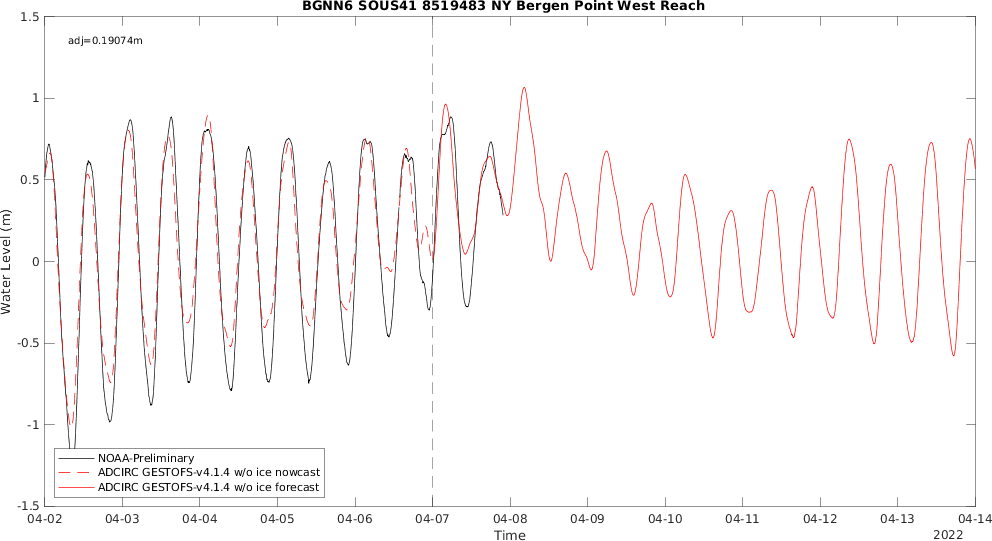 BGNN6 SOUS41 8519483 NY Bergen Point West Reach
1.5
adj=0.19074m
1
0.5
0
-0.5
-1
-1.5
Water Level (m)
NOAA-Preliminary
ADCIRC GESTOFS-v4.1.4 w/o ice nowcast
ADCIRC GESTOFS-v4.1.4 w/o ice forecast
04-02 04-03 04-04 04-05 04-06 04-07 04-08 04-09 04-10 04-11 04-12 04-13 04-14
Time
2022